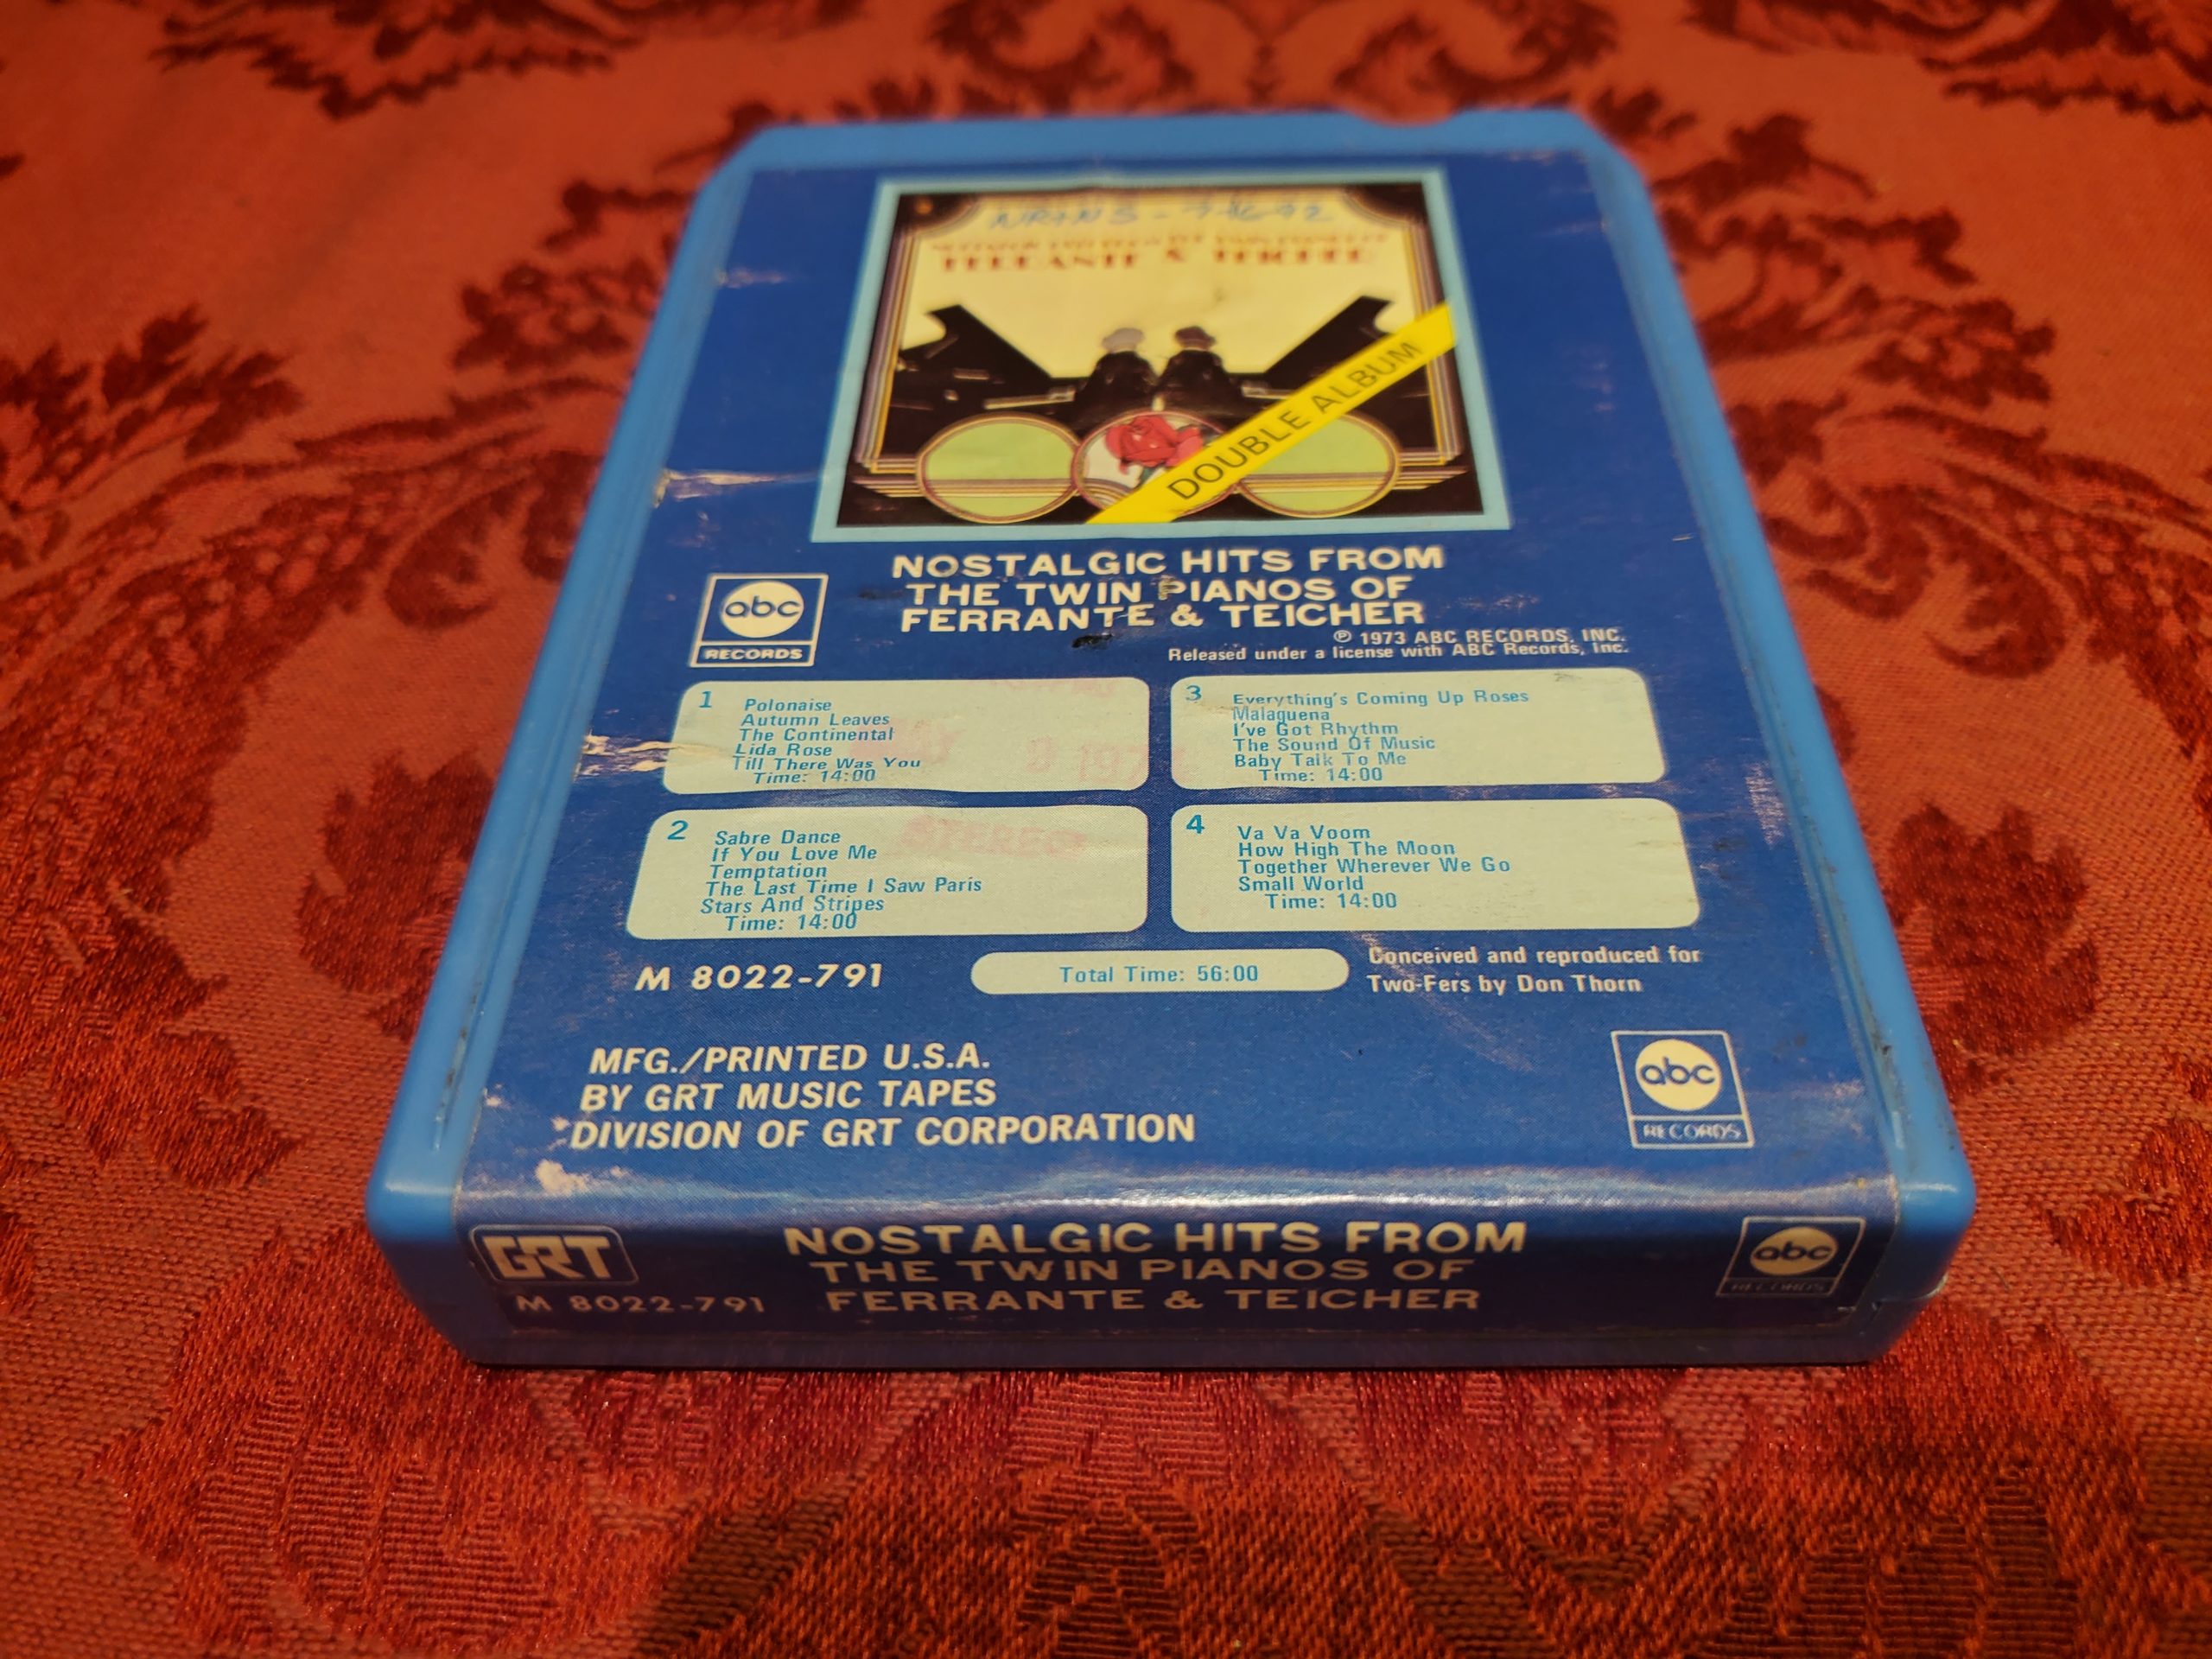 FERRANTE & TEICHER
DOUBLE ALBUM
NOSTALGIC HITS FROM
THE TWIN PIANOS OF
FERRANTE & TEICHER
abc
RECORDS
℗ 1973 ABC RECORDS, INC.
Released under a license with ABC Records, Inc.
1
Polonaise
Autumn Leaves
The Continental
Lida Rose
Till There Was You
Time: 14:00
MAY 3 197
2
Sabre Dance
If You Love Me
Temptation
The Last Time I Saw Paris
Stars And Stripes
Time: 14:00
STEREO
3
Everything's Coming Up Roses
Malaguena
I've Got Rhythm
The Sound Of Music
Baby Talk To Me
Time: 14:00
4
Va Va Voom
How High The Moon
Together Wherever We Go
Small World
Time: 14:00
M 8022-791
Total Time: 56:00
Conceived and reproduced for
Two-Fers by Don Thorn
MFG./PRINTED U.S.A.
BY GRT MUSIC TAPES
DIVISION OF GRT CORPORATION
abc
RECORDS
GRT
M 8022-791
NOSTALGIC HITS FROM
THE TWIN PIANOS OF
FERRANTE & TEICHER
abc
RECORDS